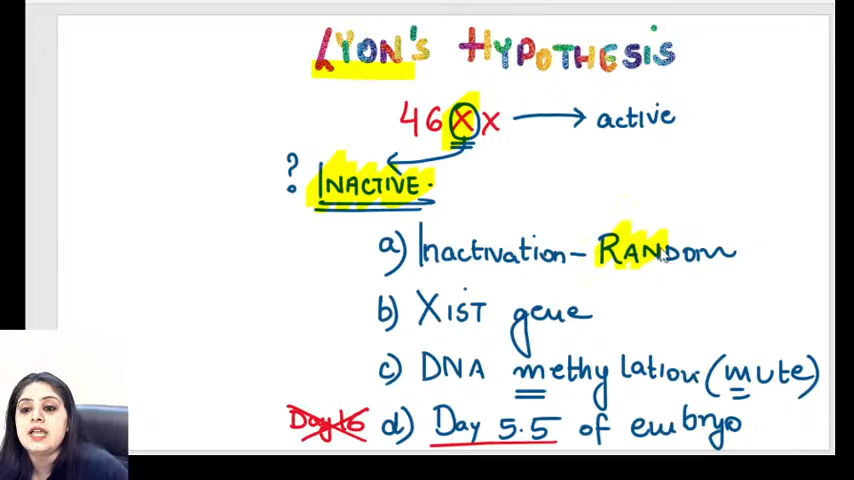 Lyon's Hypothesis
46 X X → active
? Inactive.
a) Inactivation - Random
b) XIST gene
c) DNA methylation (mute)
Day 16 d) Day 5.5 of embryo